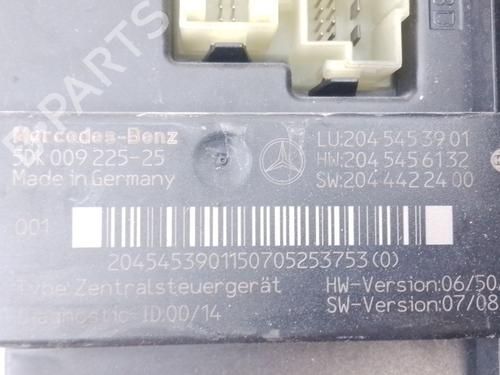 B-PARTS
Mercedes-Benz
5DK 009 225-25
Made in Germany
LU:204 545 39 01
HW:204 545 61 32
SW:204 442 24 00
001
2045453901150705253753(0)
Type: Zentralsteuergerät
HW-Version:06/50/
Diagnostic-ID:00/14
SW-Version:07/08